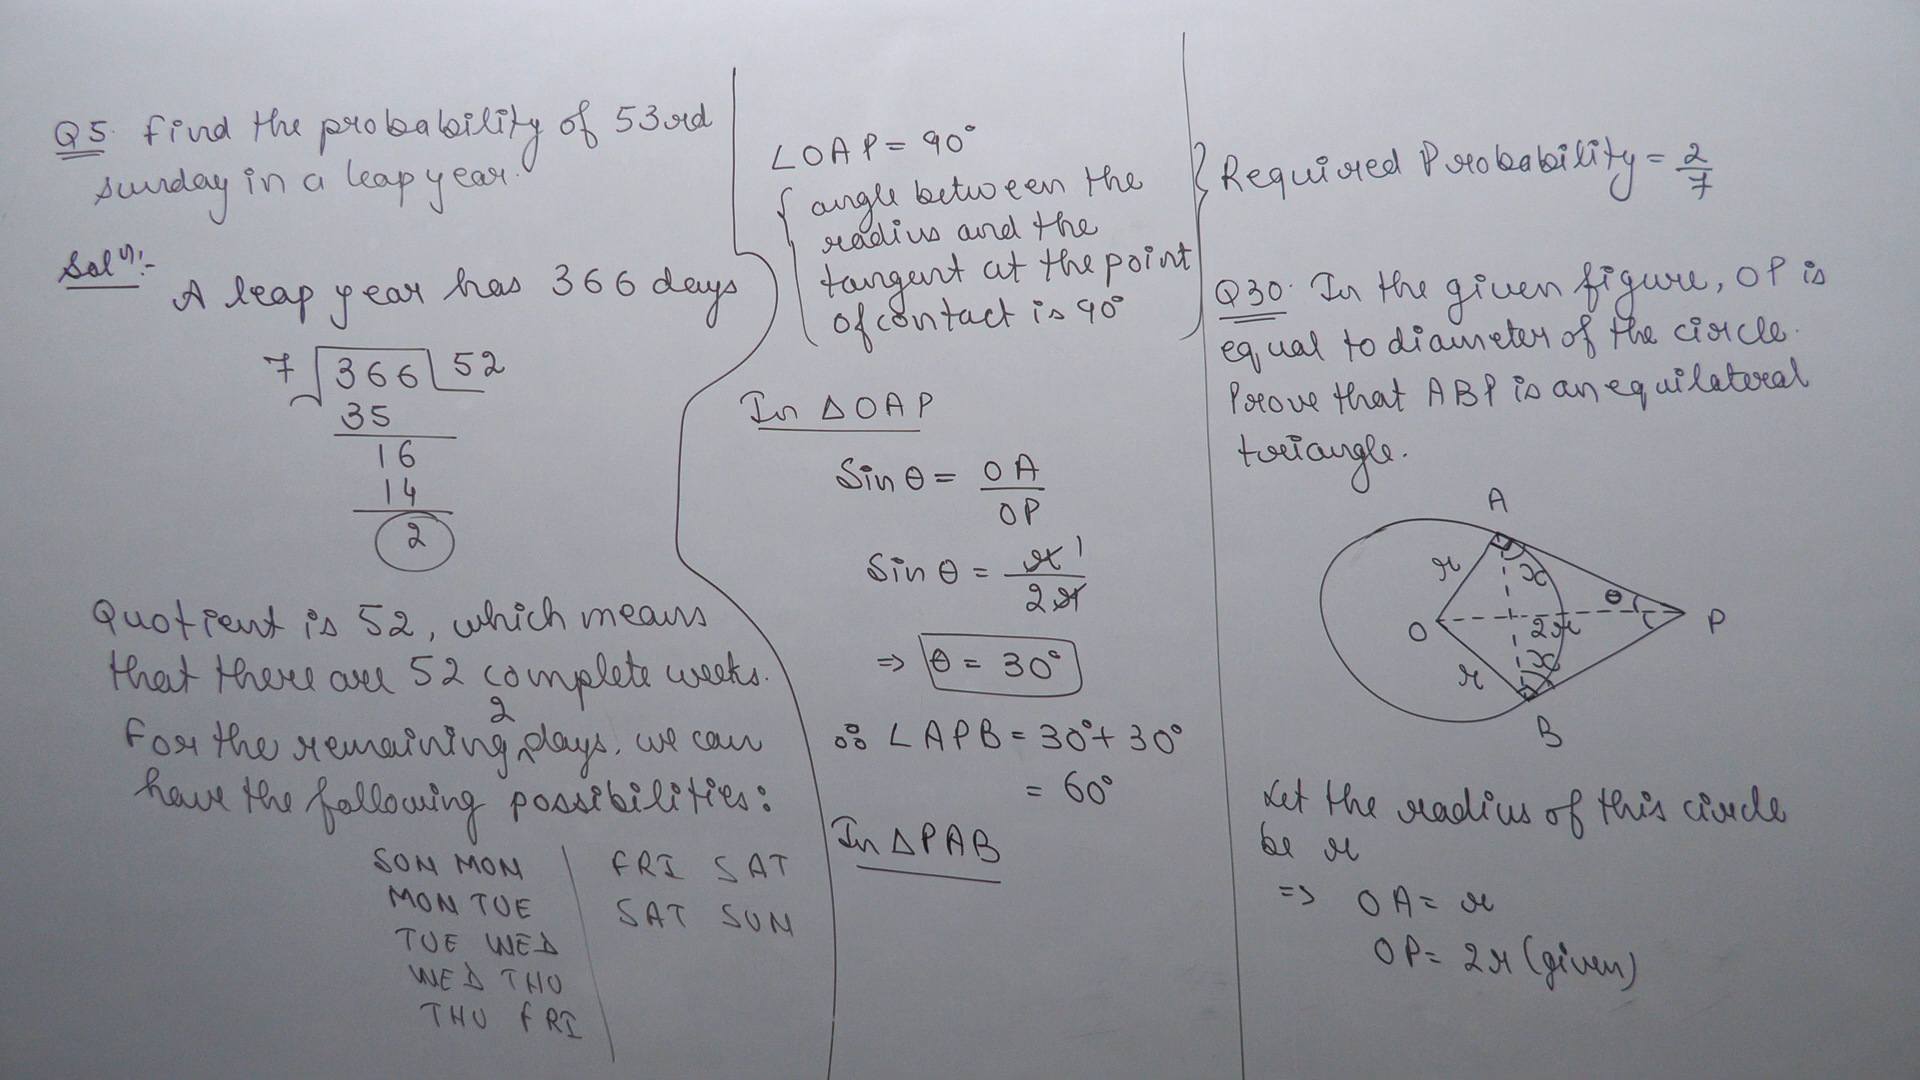 Q5. Find the probability of 53rd
sunday in a leap year.
Solⁿ:-
A leap year has 366 days
7 366 52
35
16
14
2
Quotient is 52, which means
that there are 52 complete weeks.
For the remaining 2 days, we can
have the following possibilities:
SUN MON
MON TUE
TUE WED
WED THU
THU FRI
FRI SAT
SAT SUN
∠OAP = 90°
{ angle between the
radius and the
tangent at the point
of contact is 90° }
In △OAP
Sin θ = OA
OP
Sin θ = r 1
2r
⇒ θ = 30°
∴ ∠APB = 30° + 30°
= 60°
In △PAB
Required Probability = 2/7
Q30. In the given figure, OP is
equal to diameter of the circle.
Prove that ABP is an equilateral
triangle.
A
r x
θ
O 2r P
r x
B
Let the radius of this circle
be r
⇒ OA = r
OP = 2r (given)